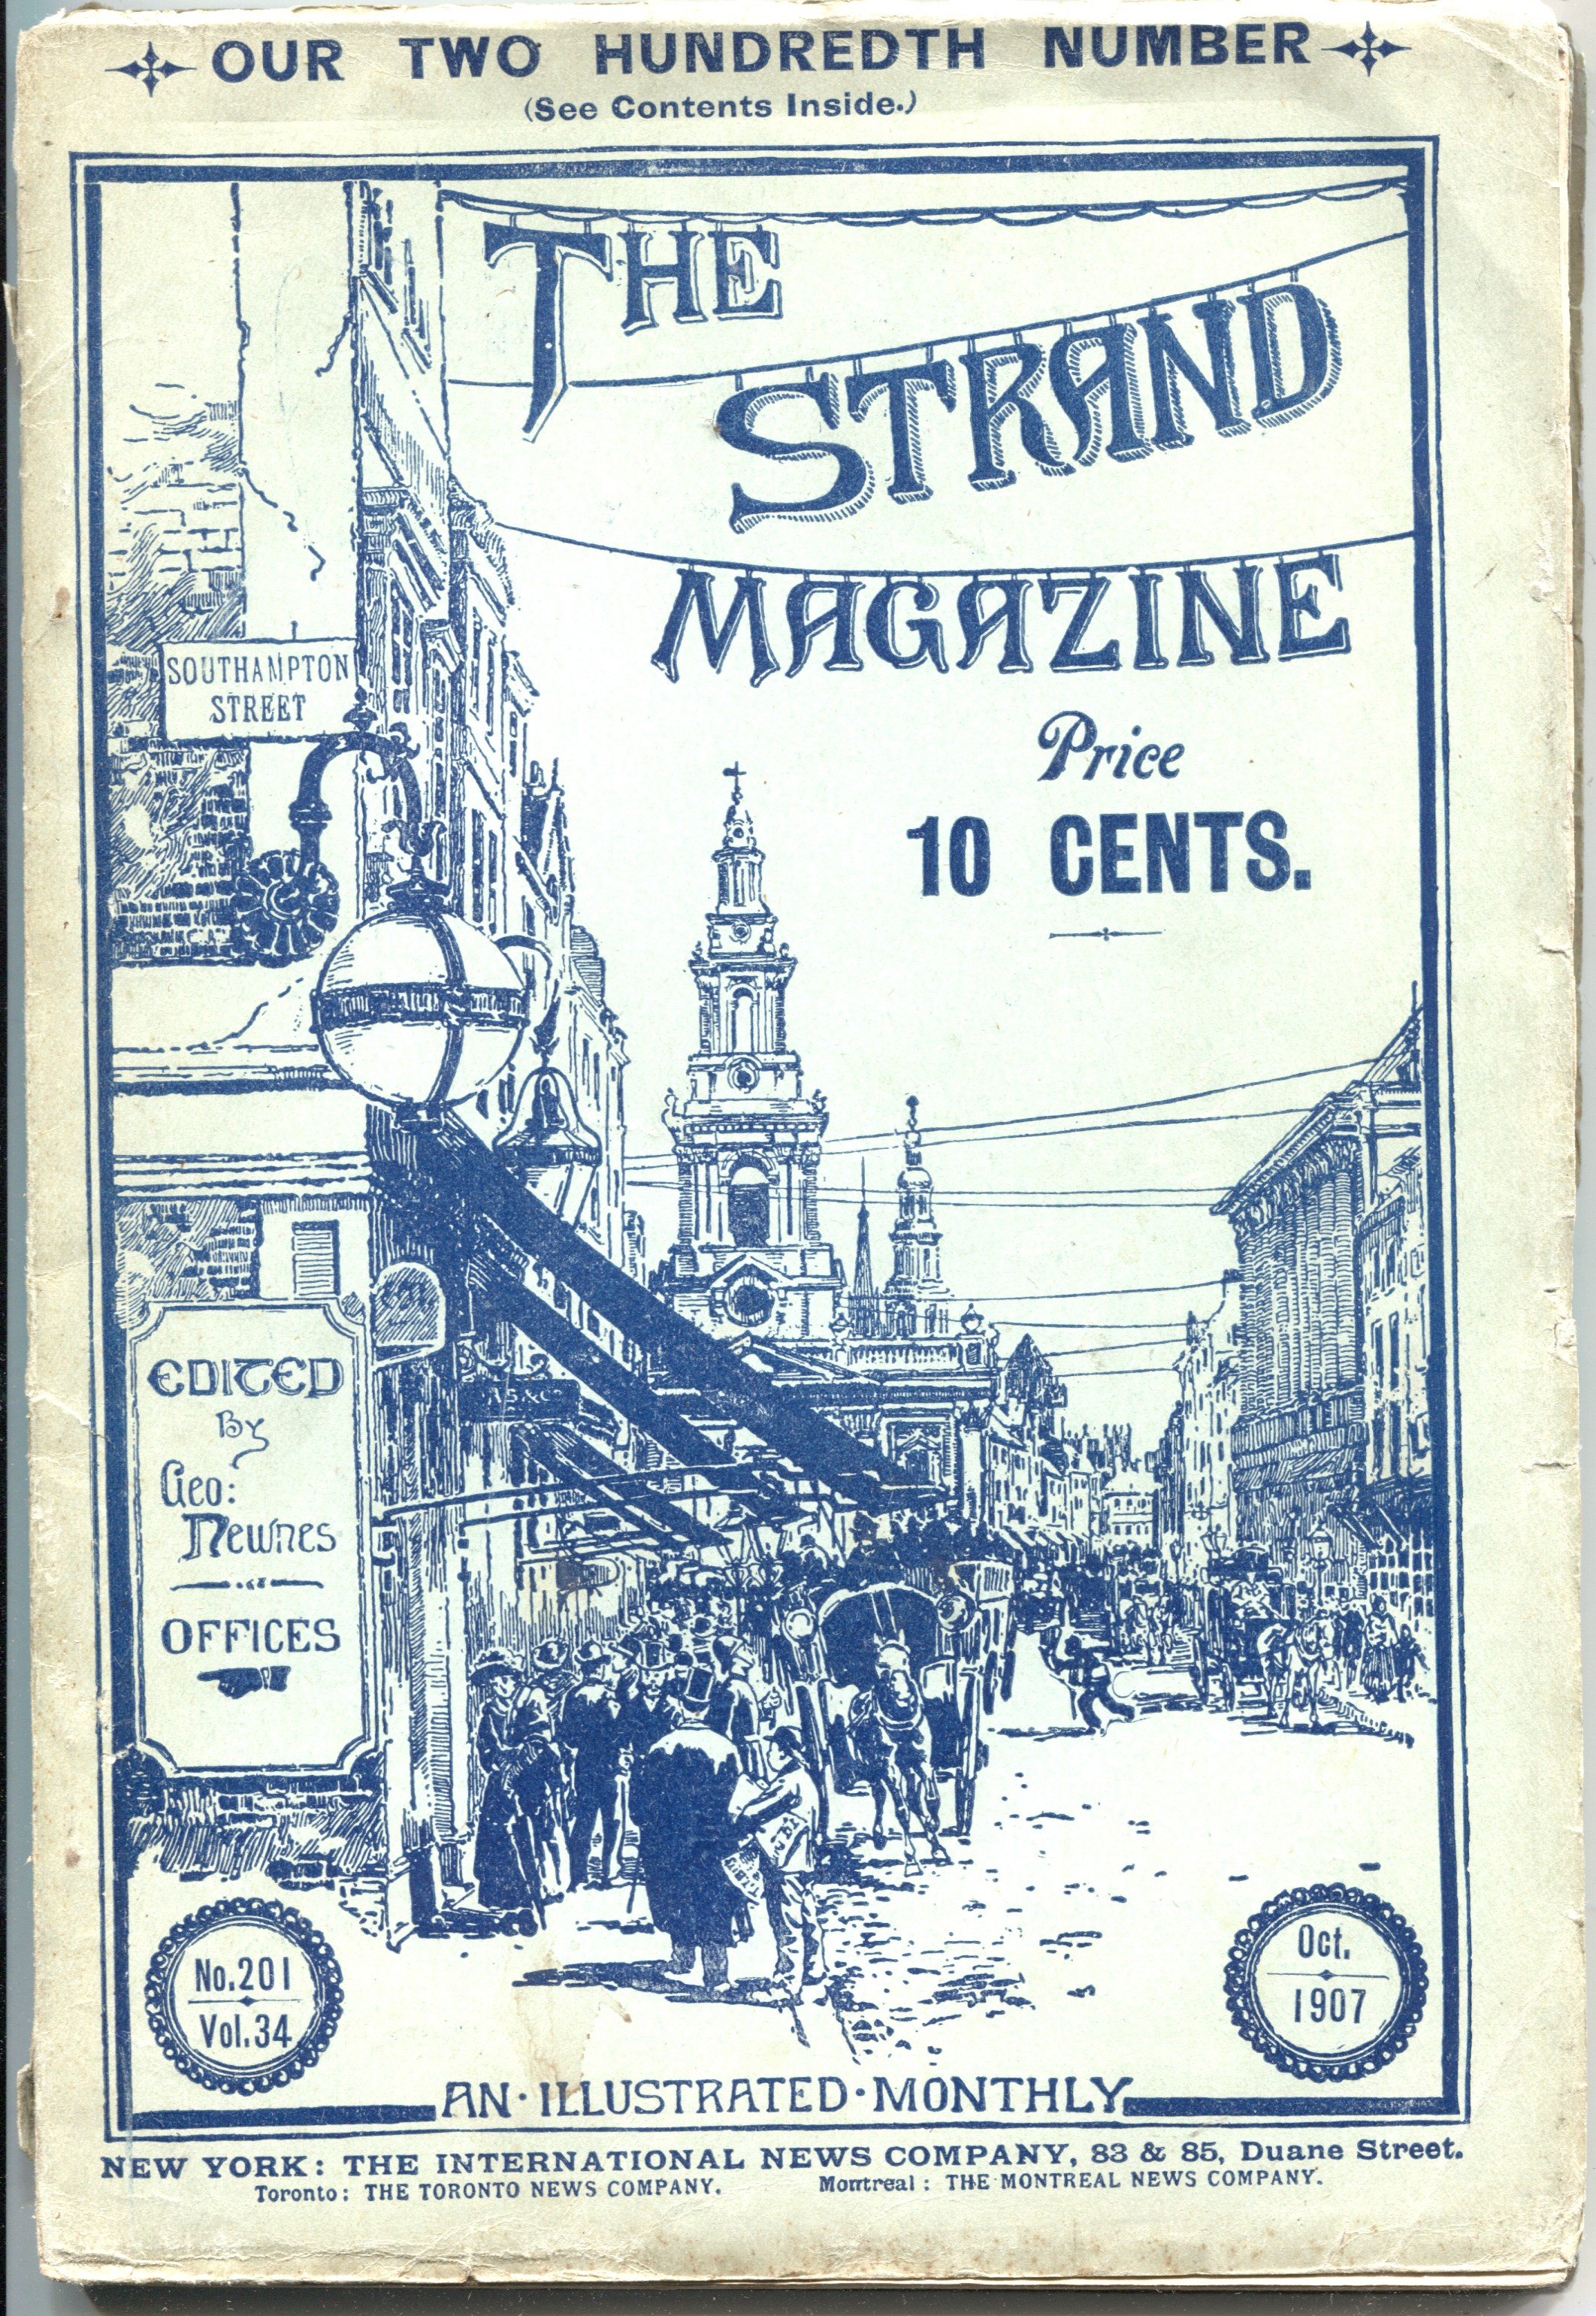 OUR TWO HUNDREDTH NUMBER
(See Contents Inside.)
THE
STRAND
MAGAZINE
Price
10 CENTS.
SOUTHAMPTON
STREET
EDITED
By
Geo:
Newnes
OFFICES
No.201
Vol.34
Oct.
1907
AN·ILLUSTRATED·MONTHLY
NEW YORK: THE INTERNATIONAL NEWS COMPANY, 83 & 85, Duane Street.
Toronto: THE TORONTO NEWS COMPANY. Montreal: THE MONTREAL NEWS COMPANY.